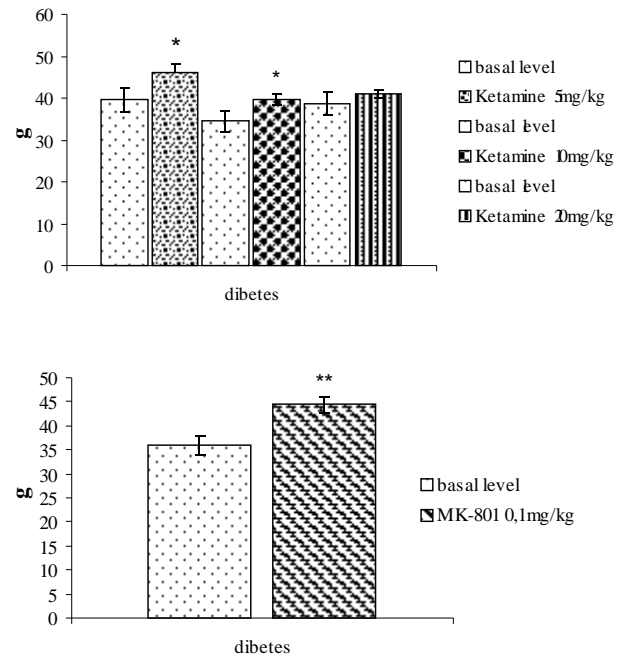 60
50
40
30
20
10
0
g
*
*
dibetes
basal level
Ketamine 5mg/kg
basal level
Ketamine 10mg/kg
basal level
Ketamine 20mg/kg
50
45
40
35
30
25
20
15
10
5
0
g
**
dibetes
basal level
MK-801 0,1mg/kg